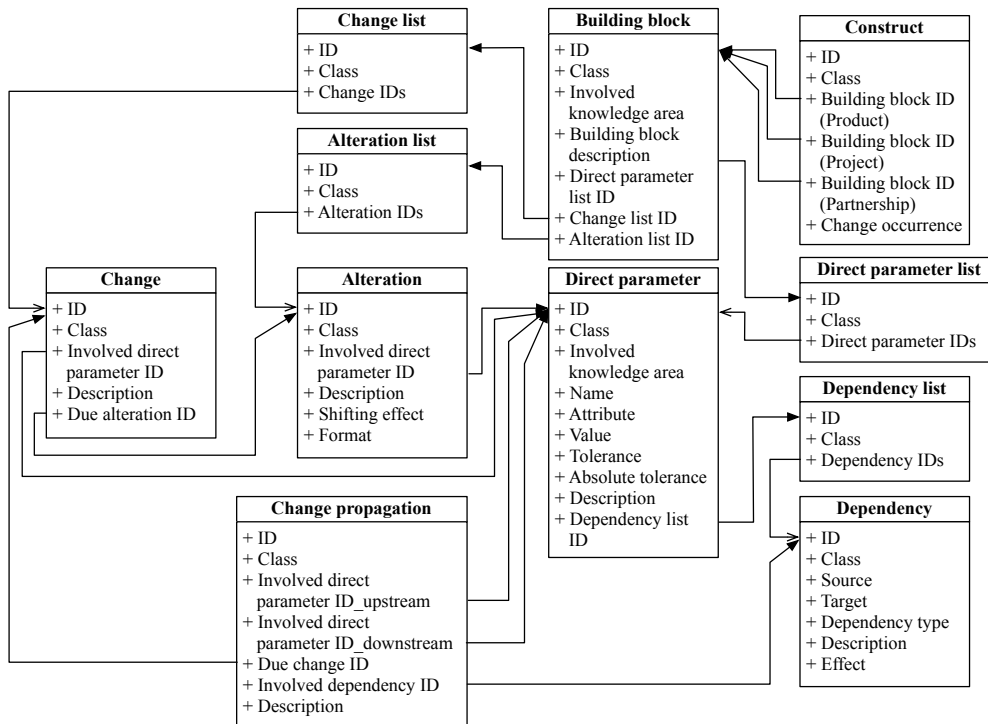 Change list
+ ID
+ Class
+ Change IDs
Alteration list
+ ID
+ Class
+ Alteration IDs
Building block
+ ID
+ Class
+ Involved
knowledge area
+ Building block
description
+ Direct parameter
list ID
+ Change list ID
+ Alteration list ID
Construct
+ ID
+ Class
+ Building block ID
(Product)
+ Building block ID
(Project)
+ Building block ID
(Partnership)
+ Change occurrence
Change
+ ID
+ Class
+ Involved direct
parameter ID
+ Description
+ Due alteration ID
Alteration
+ ID
+ Class
+ Involved direct
parameter ID
+ Description
+ Shifting effect
+ Format
Direct parameter
+ ID
+ Class
+ Involved
knowledge area
+ Name
+ Attribute
+ Value
+ Tolerance
+ Absolute tolerance
+ Description
+ Dependency list
ID
Direct parameter list
+ ID
+ Class
+ Direct parameter IDs
Dependency list
+ ID
+ Class
+ Dependency IDs
Change propagation
+ ID
+ Class
+ Involved direct
parameter ID_upstream
+ Involved direct
parameter ID_downstream
+ Due change ID
+ Involved dependency ID
+ Description
Dependency
+ ID
+ Class
+ Source
+ Target
+ Dependency type
+ Description
+ Effect